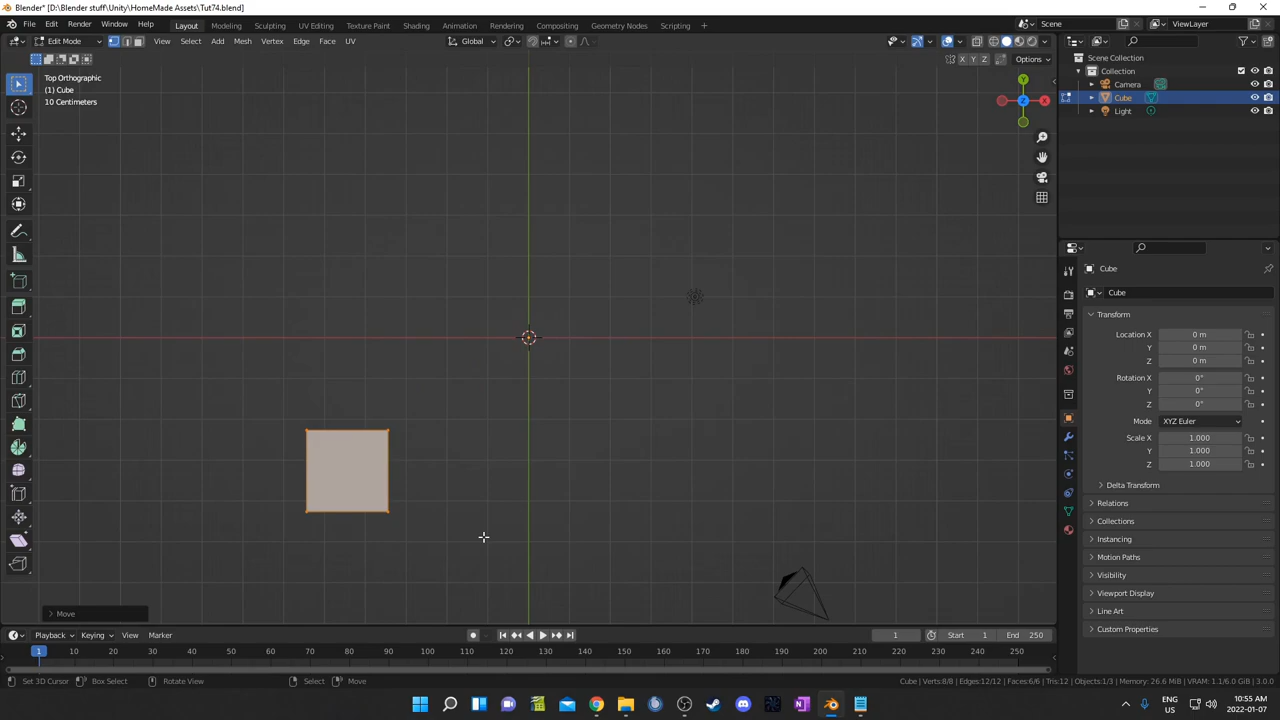 Blender* [D:\Blender stuff\Unity\HomeMade Assets\Tut74.blend]
File Edit Render Window Help Layout Modeling Sculpting UV Editing Texture Paint Shading Animation Rendering Compositing Geometry Nodes Scripting + Scene ViewLayer
Edit Mode View Select Add Mesh Vertex Edge Face UV Global
X Y Z Options
Top Orthographic
(1) Cube
10 Centimeters
Y
Z X
Scene Collection
Collection
Camera
Cube
Light
Cube
Cube
Transform
Location X 0 m
Y 0 m
Z 0 m
Rotation X 0°
Y 0°
Z 0°
Mode XYZ Euler
Scale X 1.000
Y 1.000
Z 1.000
Delta Transform
Relations
Collections
Instancing
Motion Paths
Visibility
Viewport Display
Line Art
Custom Properties
Move
Playback Keying View Marker 1 Start 1 End 250
1 10 20 30 40 50 60 70 80 90 100 110 120 130 140 150 160 170 180 190 200 210 220 230 240 250
Set 3D Cursor Box Select Rotate View Select Move Cube | Verts:8/8 | Edges:12/12 | Faces:6/6 | Tris:12 | Objects:1/3 | Memory: 26.6 MiB | VRAM: 1.1/6.0 GiB | 3.0.0
ENG
US
10:55 AM
2022-01-07